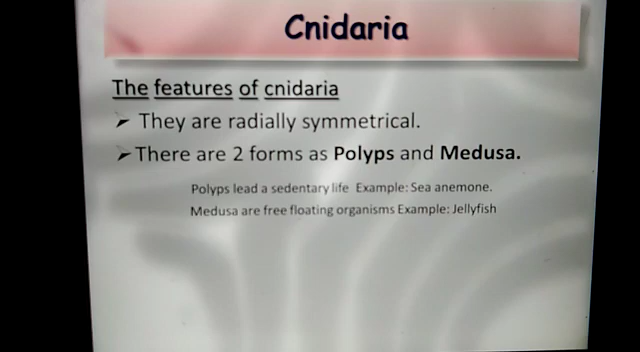 Cnidaria
The features of cnidaria
➤ They are radially symmetrical.
➤ There are 2 forms as Polyps and Medusa.
Polyps lead a sedentary life Example: Sea anemone.
Medusa are free floating organisms Example: Jellyfish